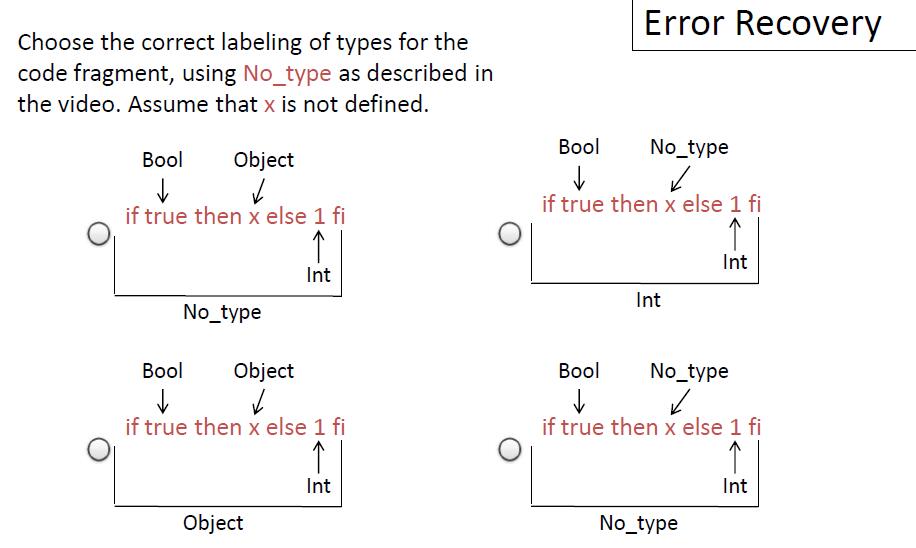 Error Recovery
Choose the correct labeling of types for the
code fragment, using No_type as described in
the video. Assume that x is not defined.
Bool Object
if true then x else 1 fi
Int
No_type
Bool No_type
if true then x else 1 fi
Int
Int
Bool Object
if true then x else 1 fi
Int
Object
Bool No_type
if true then x else 1 fi
Int
No_type